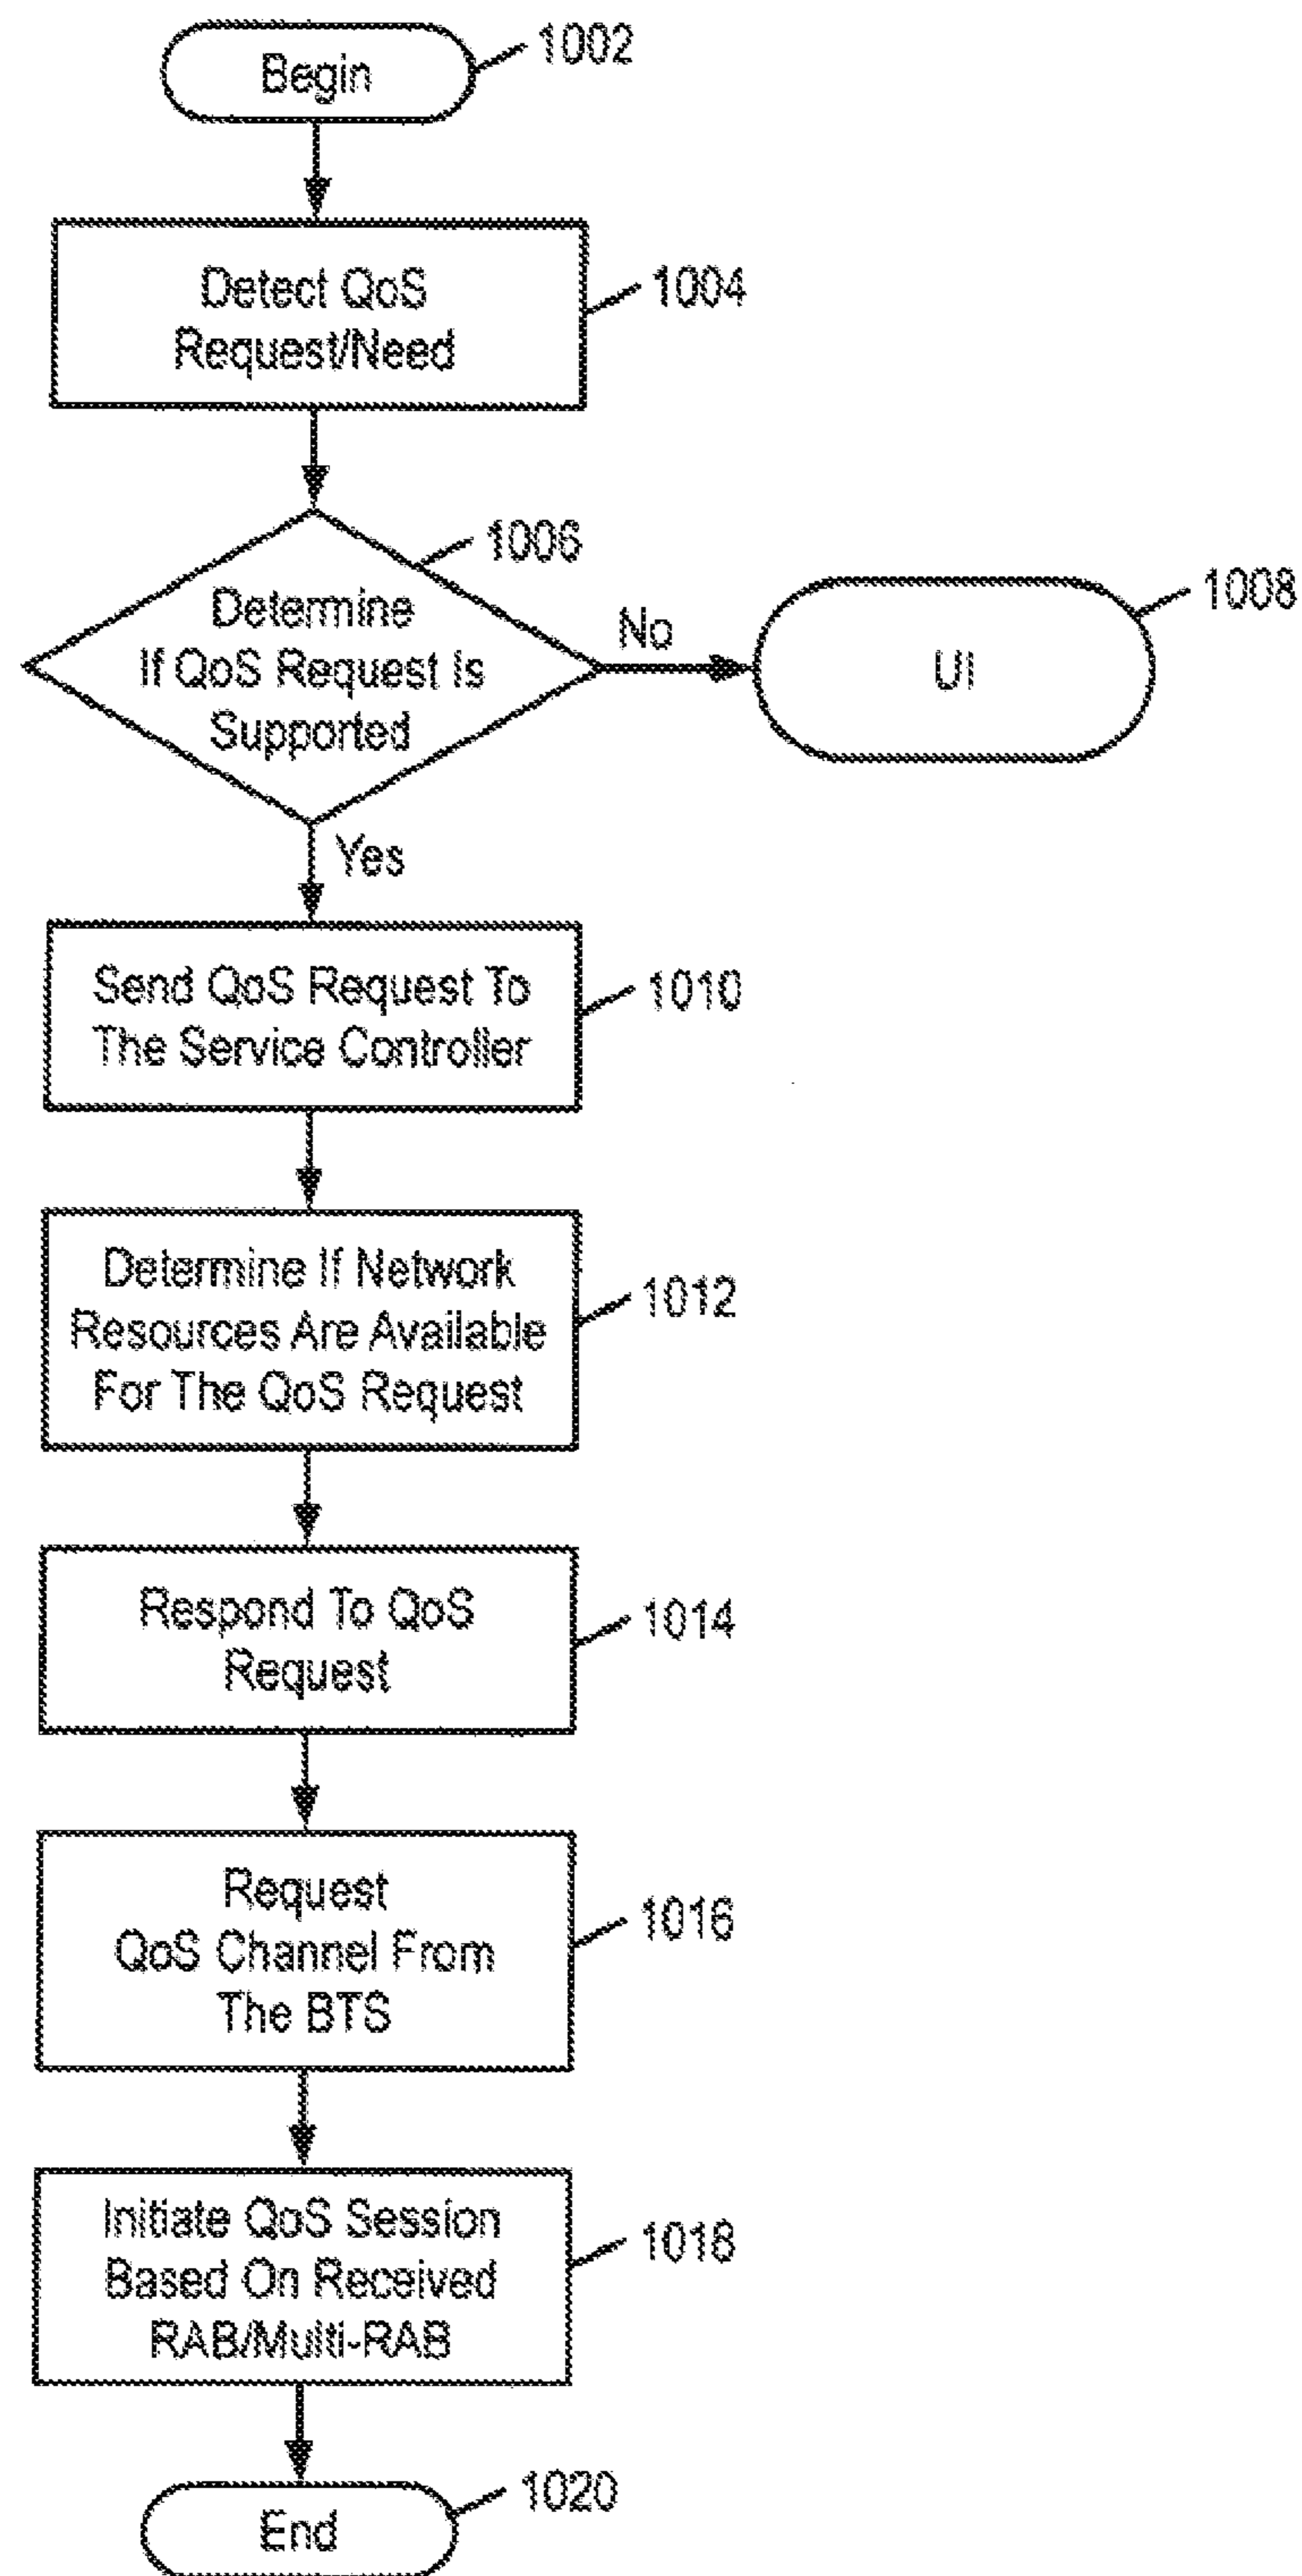 Begin
1002
Detect QoS
Request/Need
1004
1006
Determine
If QoS Request Is
Supported
No
UI
1008
Yes
Send QoS Request To
The Service Controller
1010
Determine If Network
Resources Are Available
For The QoS Request
1012
Respond To QoS
Request
1014
Request
QoS Channel From
The BTS
1016
Initiate QoS Session
Based On Received
RAB/Multi-RAB
1018
End
1020